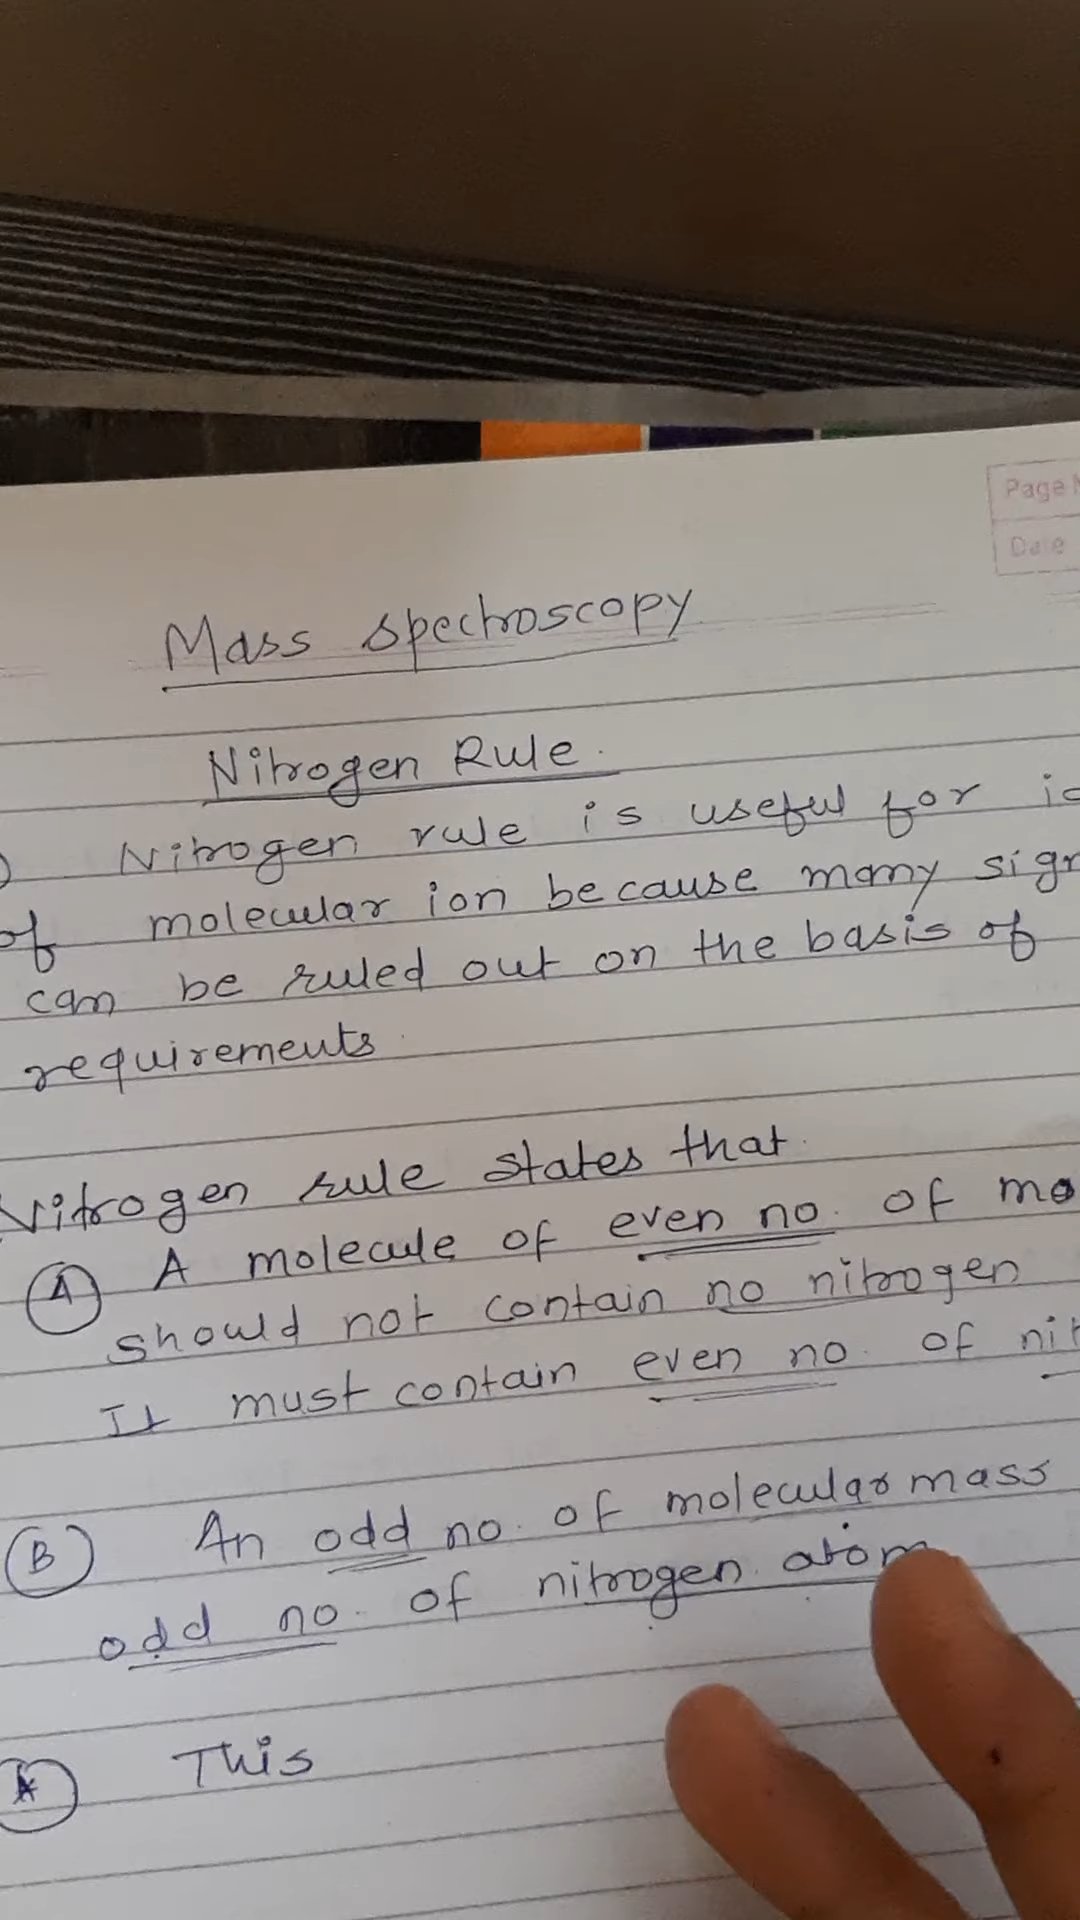 Page N
Date
Mass spectroscopy
Nitrogen Rule.
Nitrogen rule is useful for
of molecular ion because many
can be ruled out on the basis of
requirements.
Nitrogen rule states that.
A A molecule of even no. of
should not contain no nitrogen
It must contain even no. of
B An odd no. of molecular mass
odd no. of nitrogen. atom
This